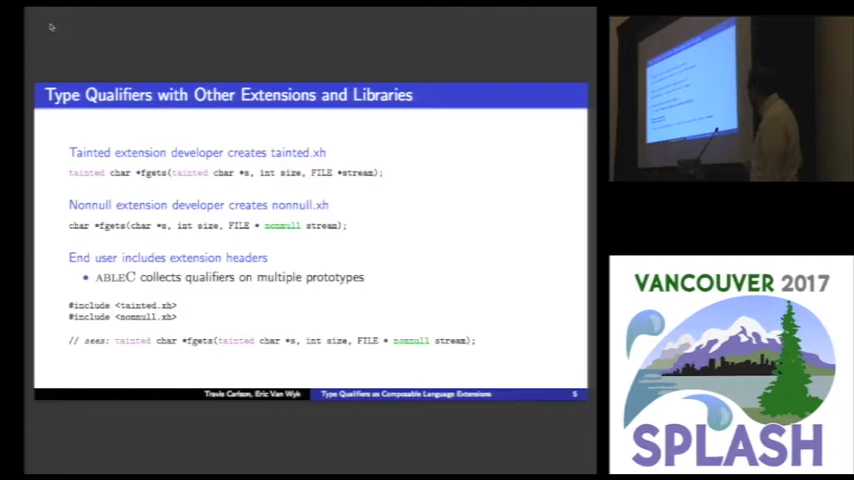 Type Qualifiers with Other Extensions and Libraries
Tainted extension developer creates tainted.xh
tainted char *fgets(tainted char *s, int size, FILE *stream);
Nonnull extension developer creates nonnull.xh
char *fgets(char *s, int size, FILE * nonnull stream);
End user includes extension headers
• ABLEC collects qualifiers on multiple prototypes
#include <tainted.xh>
#include <nonnull.xh>
// sees: tainted char *fgets(tainted char *s, int size, FILE * nonnull stream);
Travis Carlson, Eric Van Wyk
Type Qualifiers as Composable Language Extensions
5
VANCOUVER 2017
SPLASH